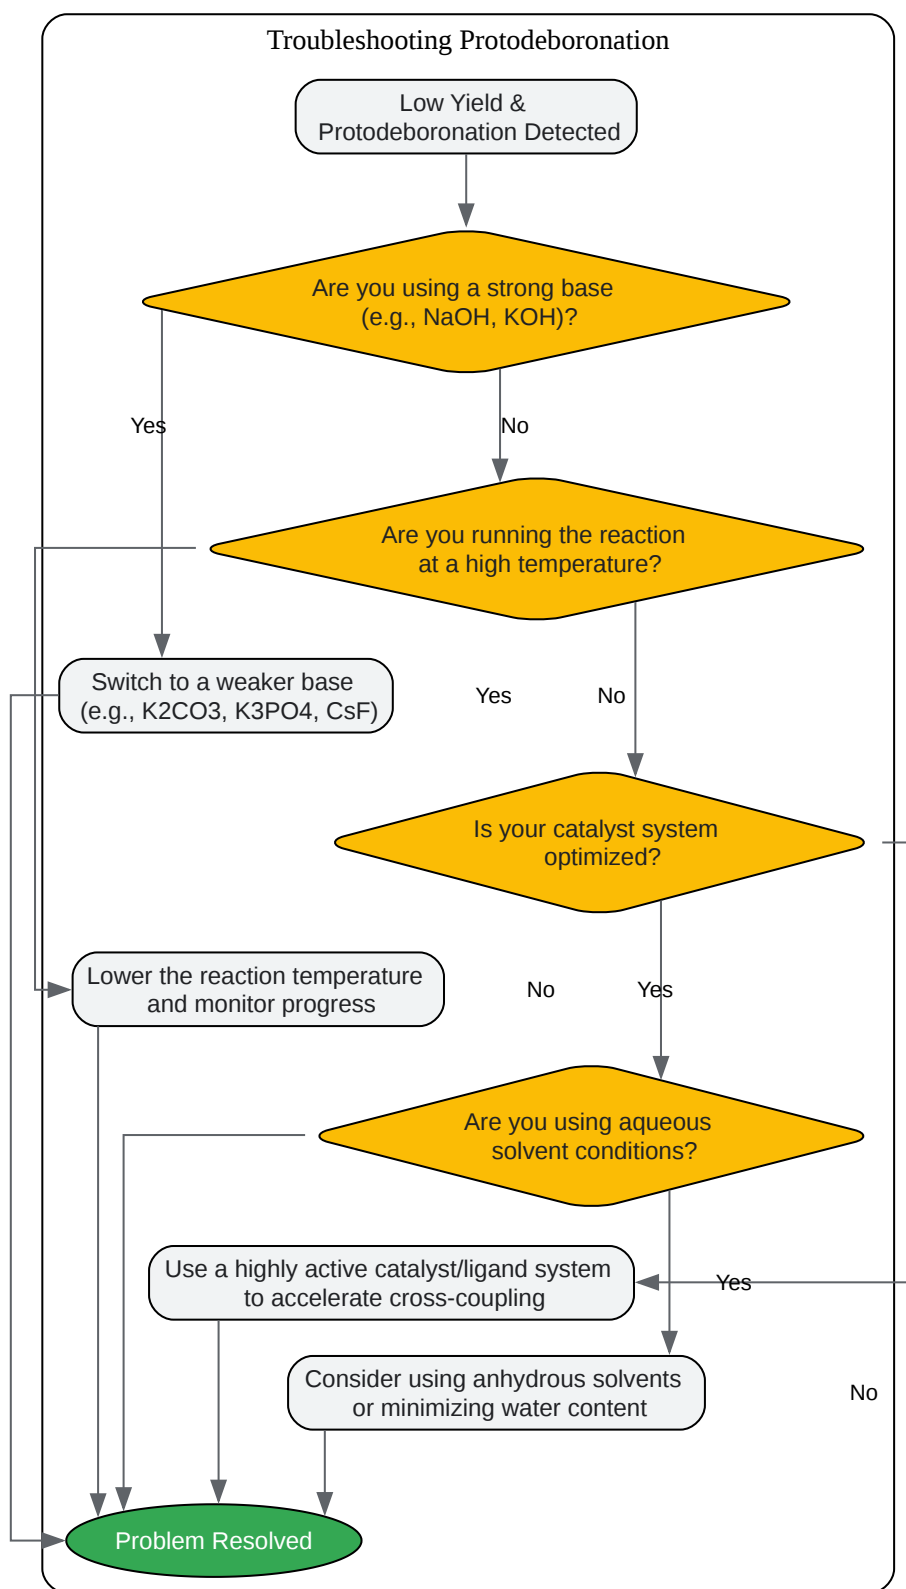 Troubleshooting Protodeboronation
Low Yield &
Protodeboronation Detected
Are you using a strong base
(e.g., NaOH, KOH)?
Yes
No
Are you running the reaction
at a high temperature?
Switch to a weaker base
(e.g., K2CO3, K3PO4, CsF)
Yes
No
Is your catalyst system
optimized?
Lower the reaction temperature
and monitor progress
No
Yes
Are you using aqueous
solvent conditions?
Use a highly active catalyst/ligand system
to accelerate cross-coupling
Yes
Consider using anhydrous solvents
or minimizing water content
No
Problem Resolved